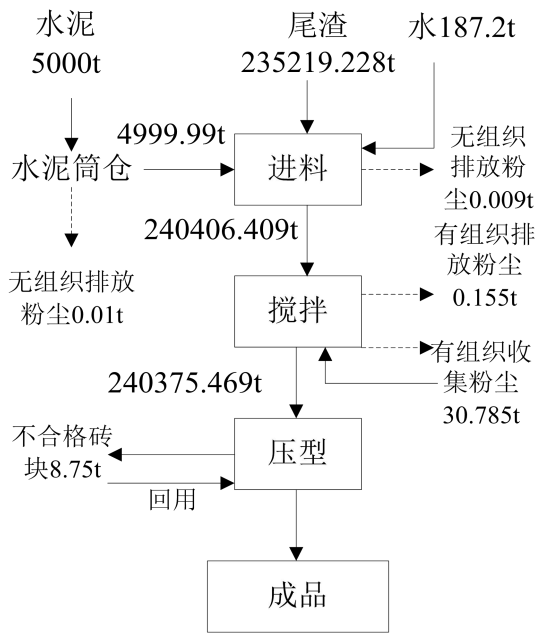 水泥
5000t
尾渣
235219.228t
水187.2t
4999.99t
水泥筒仓
进料
无组织
排放粉
尘0.009t
240406.409t
有组织排
放粉尘
0.155t
无组织排放
粉尘0.01t
搅拌
有组织收
集粉尘
30.785t
240375.469t
不合格砖
块8.75t
压型
回用
成品